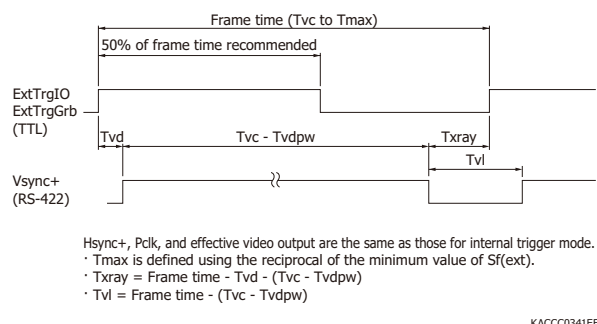 Frame time (Tvc to Tmax)
50% of frame time recommended
ExtTrgIO
ExtTrgGrb
(TTL)
Tvd
Tvc - Tvdpw
Txray
Tvl
Vsync+
(RS-422)
Hsync+, Pclk, and effective video output are the same as those for internal trigger mode.
· Tmax is defined using the reciprocal of the minimum value of Sf(ext).
· Txray = Frame time - Tvd - (Tvc - Tvdpw)
· Tvl = Frame time - (Tvc - Tvdpw)
KACCC0341EE